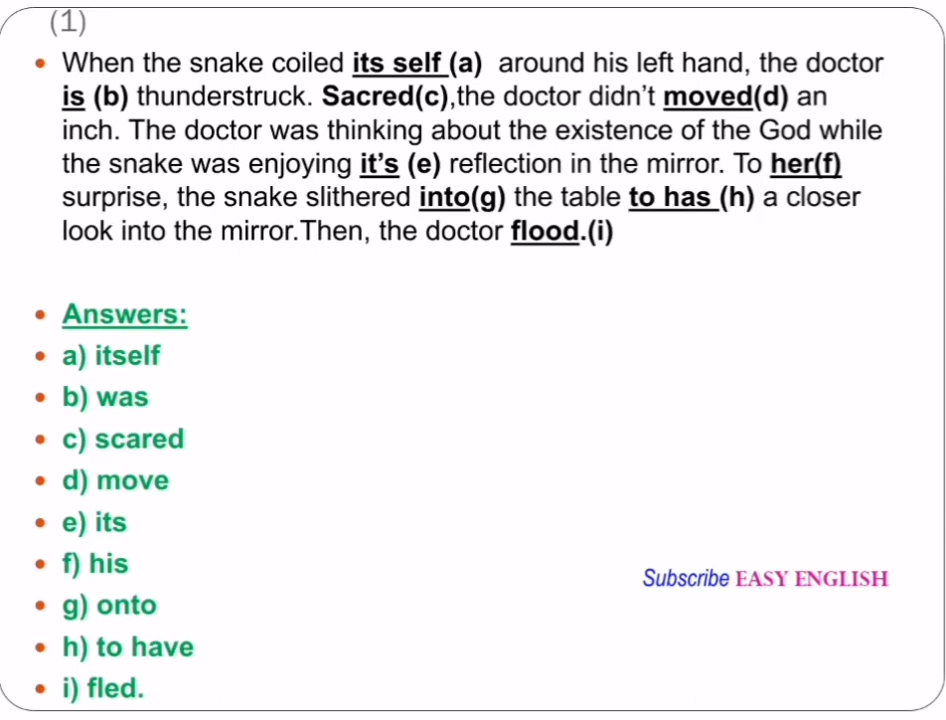 (1)
• When the snake coiled its self (a) around his left hand, the doctor
is (b) thunderstruck. Sacred(c),the doctor didn't moved(d) an
inch. The doctor was thinking about the existence of the God while
the snake was enjoying it's (e) reflection in the mirror. To her(f)
surprise, the snake slithered into(g) the table to has (h) a closer
look into the mirror.Then, the doctor flood.(i)
• Answers:
• a) itself
• b) was
• c) scared
• d) move
• e) its
• f) his
• g) onto
• h) to have
• i) fled.
Subscribe EASY ENGLISH